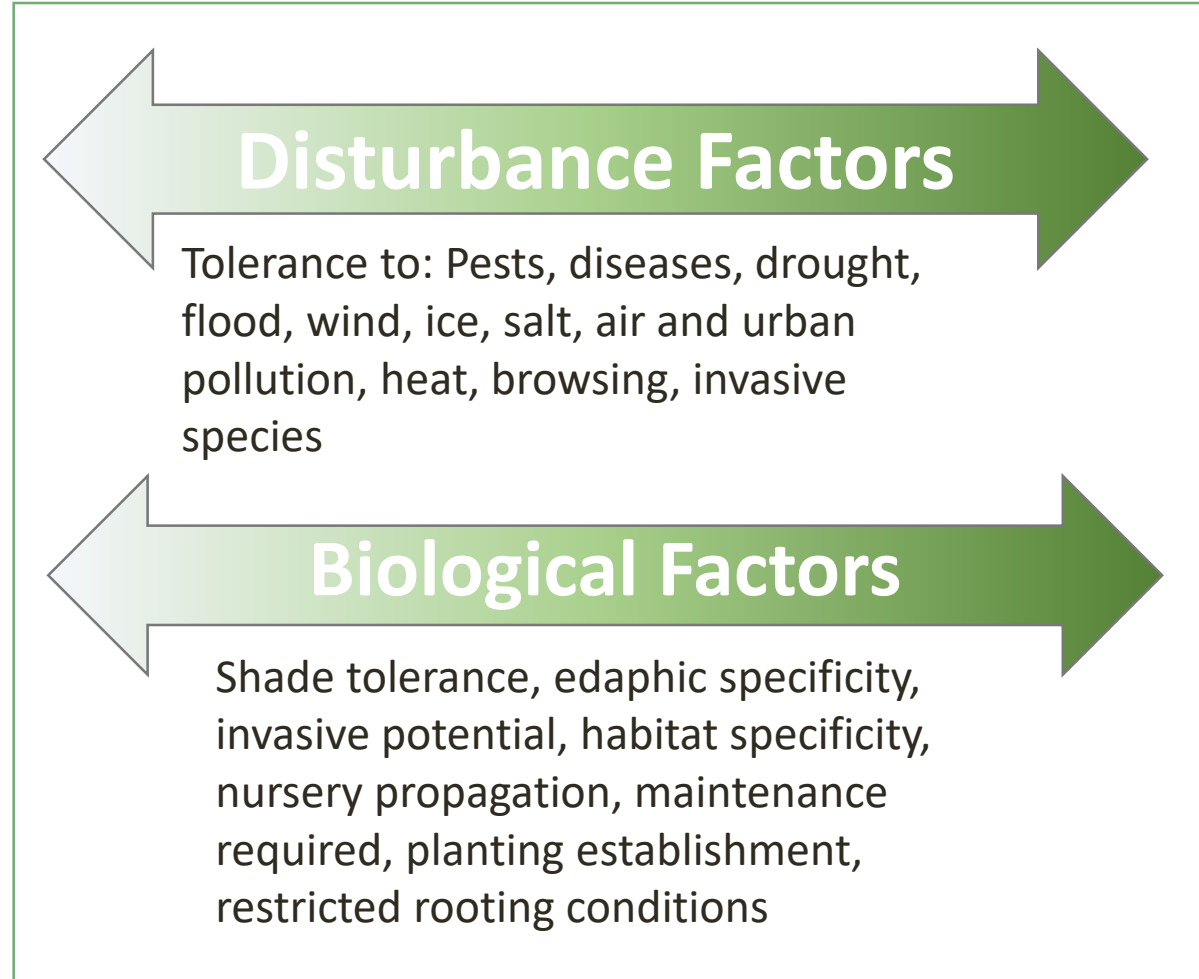 Disturbance Factors
Tolerance to: Pests, diseases, drought,
flood, wind, ice, salt, air and urban
pollution, heat, browsing, invasive
species
Biological Factors
Shade tolerance, edaphic specificity,
invasive potential, habitat specificity,
nursery propagation, maintenance
required, planting establishment,
restricted rooting conditions